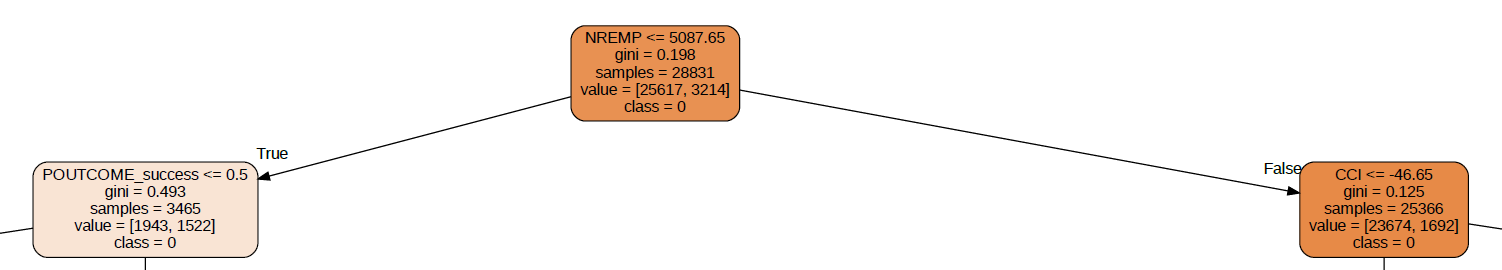 NREMP <= 5087.65
gini = 0.198
samples = 28831
value = [25617, 3214]
class = 0
True
False
POUTCOME_success <= 0.5
gini = 0.493
samples = 3465
value = [1943, 1522]
class = 0
CCI <= -46.65
gini = 0.125
samples = 25366
value = [23674, 1692]
class = 0